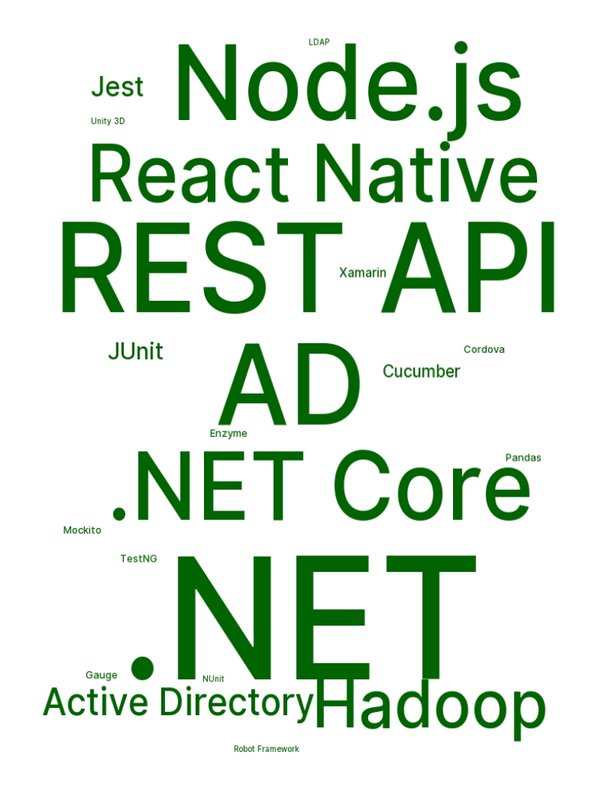 LDAP
Jest
Node.js
Unity 3D
React Native
REST API
Xamarin
JUnit
AD
Cordova
Cucumber
Enzyme
.NET Core
Pandas
Mockito
TestNG
.NET
Gauge
NUnit
Active Directory
Hadoop
Robot Framework